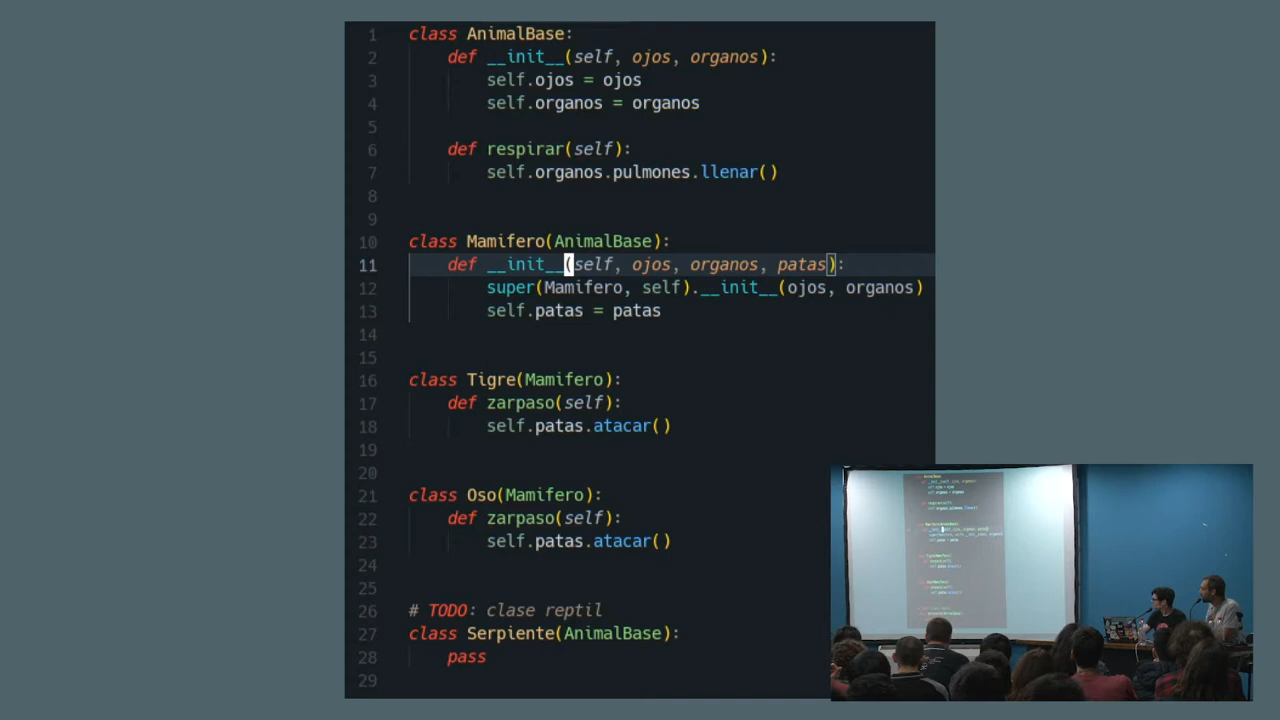 1 class AnimalBase:
2 def __init__(self, ojos, organos):
3 self.ojos = ojos
4 self.organos = organos
5
6 def respirar(self):
7 self.organos.pulmones.llenar()
8
9
10 class Mamifero(AnimalBase):
11 def __init__(self, ojos, organos, patas):
12 super(Mamifero, self).__init__(ojos, organos)
13 self.patas = patas
14
15
16 class Tigre(Mamifero):
17 def zarpaso(self):
18 self.patas.atacar()
19
20
21 class Oso(Mamifero):
22 def zarpaso(self):
23 self.patas.atacar()
24
25
26 # TODO: clase reptil
27 class Serpiente(AnimalBase):
28 pass
29